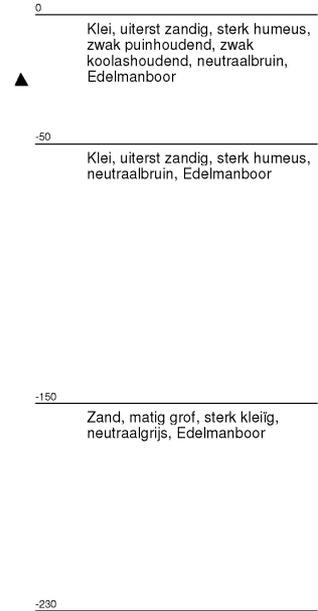 0
Klei, uiterst zandig, sterk humeus,
zwak puinhoudend, zwak
koolashoudend, neutraalbruin,
Edelmanboor
-50
Klei, uiterst zandig, sterk humeus,
neutraalbruin, Edelmanboor
-150
Zand, matig grof, sterk kleiïg,
neutraalgrijs, Edelmanboor
-230